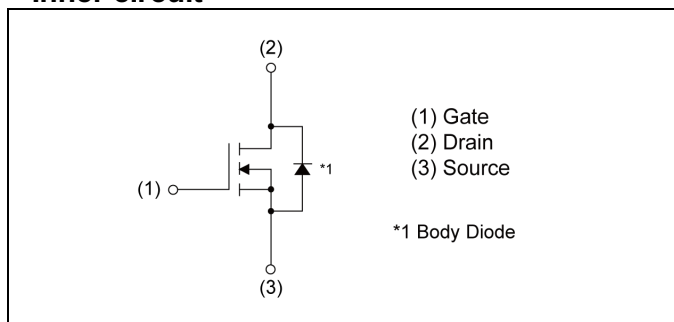 Inner circuit
(2)
(1) Gate
(2) Drain
(3) Source
*1
(1)
*1 Body Diode
(3)